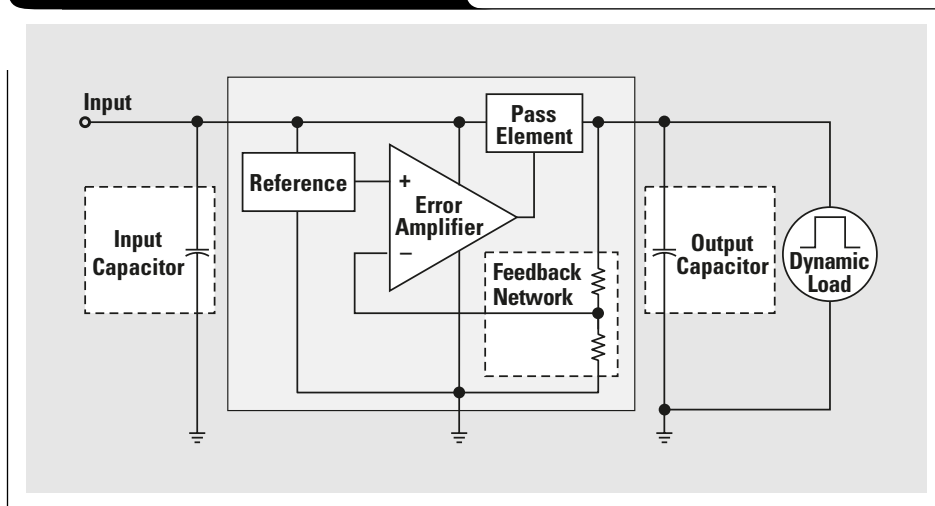 Input
Pass
Element
Reference
+
Error
Amplifier
–
Input
Capacitor
Feedback
Network
Output
Capacitor
Dynamic
Load